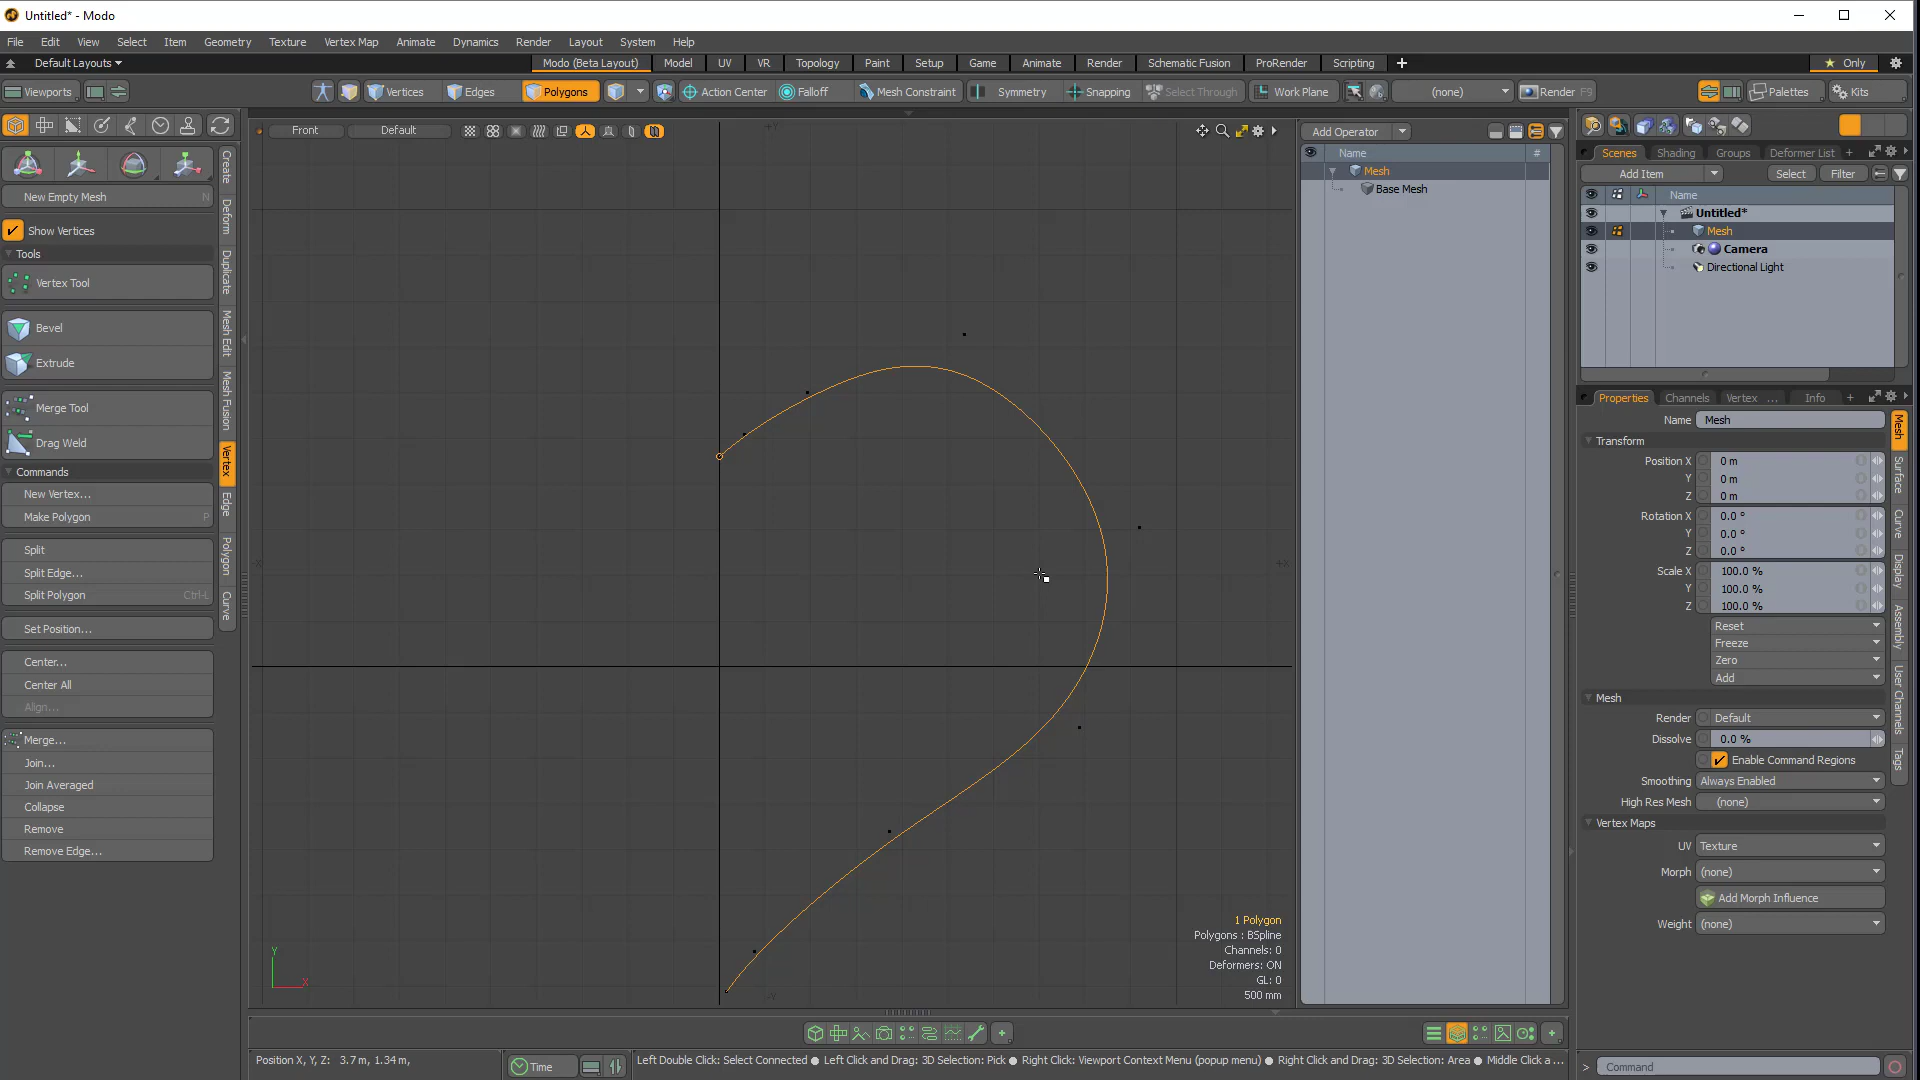 Untitled* - Modo
File Edit View Select Item Geometry Texture Vertex Map Animate Dynamics Render Layout System Help
Default Layouts
Modo (Beta Layout) Model UV VR Topology Paint Setup Game Animate Render Schematic Fusion ProRender Scripting + Only
Viewports Vertices Edges Polygons Action Center Falloff Mesh Constraint Symmetry Snapping Select Through Work Plane (none) Render F9 Palettes Kits
Front Default
New Empty Mesh N
Show Vertices
Tools
Vertex Tool
Bevel
Extrude
Merge Tool
Drag Weld
Commands
New Vertex...
Make Polygon P
Split
Split Edge...
Split Polygon Ctrl-L
Set Position...
Center...
Center All
Align...
Merge...
Join...
Join Averaged
Collapse
Remove
Remove Edge...
Create
Deform
Duplicate
Mesh Edit
Mesh Fusion
Vertex
Edge
Polygon
Curve
+Y
-X
+X
-Y
Y
X
1 Polygon
Polygons : BSpline
Channels: 0
Deformers: ON
GL: 0
500 mm
Add Operator
Name #
Mesh
Base Mesh
Scenes Shading Groups Deformer List +
Add Item Select Filter
Name
Untitled*
Mesh
Camera
Directional Light
Properties Channels Vertex ... Info +
Name Mesh
Transform
Position X 0 m
Y 0 m
Z 0 m
Rotation X 0.0 °
Y 0.0 °
Z 0.0 °
Scale X 100.0 %
Y 100.0 %
Z 100.0 %
Reset
Freeze
Zero
Add
Mesh
Render Default
Dissolve 0.0 %
Enable Command Regions
Smoothing Always Enabled
High Res Mesh (none)
Vertex Maps
UV Texture
Morph (none)
Add Morph Influence
Weight (none)
Mesh
Surface
Curve
Display
Assembly
User Channels
Tags
Position X, Y, Z: 3.7 m, 1.34 m,
Time
Left Double Click: Select Connected ● Left Click and Drag: 3D Selection: Pick ● Right Click: Viewport Context Menu (popup menu) ● Right Click and Drag: 3D Selection: Area ● Middle Click a ...
> Command